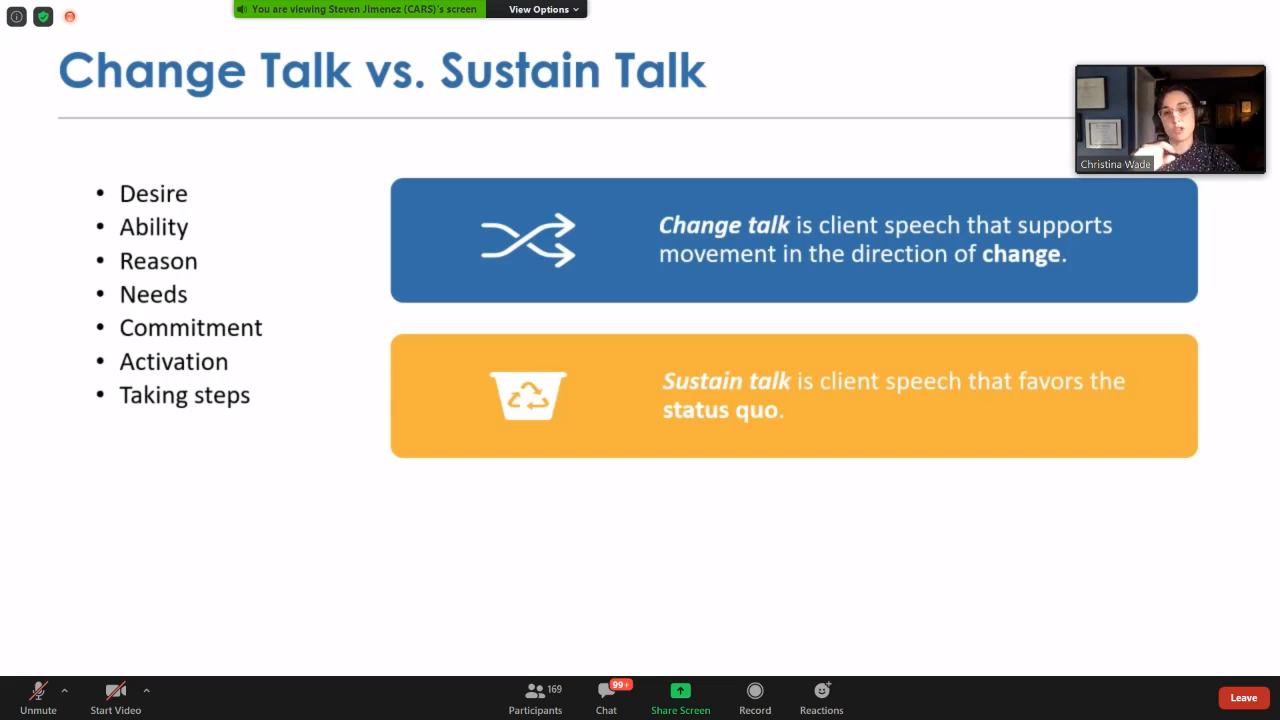 You are viewing Steven Jimenez (CARS)'s screen
View Options
Change Talk vs. Sustain Talk
Christina Wade
• Desire
• Ability
• Reason
• Needs
• Commitment
• Activation
• Taking steps
Change talk is client speech that supports
movement in the direction of change.
Sustain talk is client speech that favors the
status quo.
Unmute
Start Video
169
Participants
99+
Chat
Share Screen
Record
Reactions
Leave